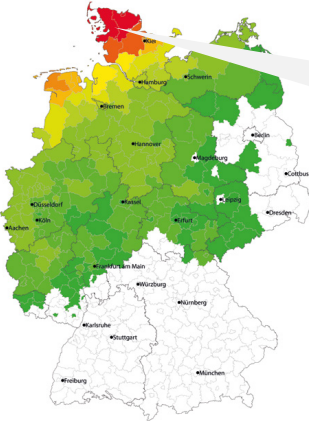 Kiel
Hamburg
Schwerin
Bremen
Berlin
Hannover
Magdeburg
Cottbus
Düsseldorf
Kassel
Leipzig
Köln
Erfurt
Dresden
Aachen
Frankfurt am Main
Würzburg
Nürnberg
Karlsruhe
Stuttgart
München
Freiburg